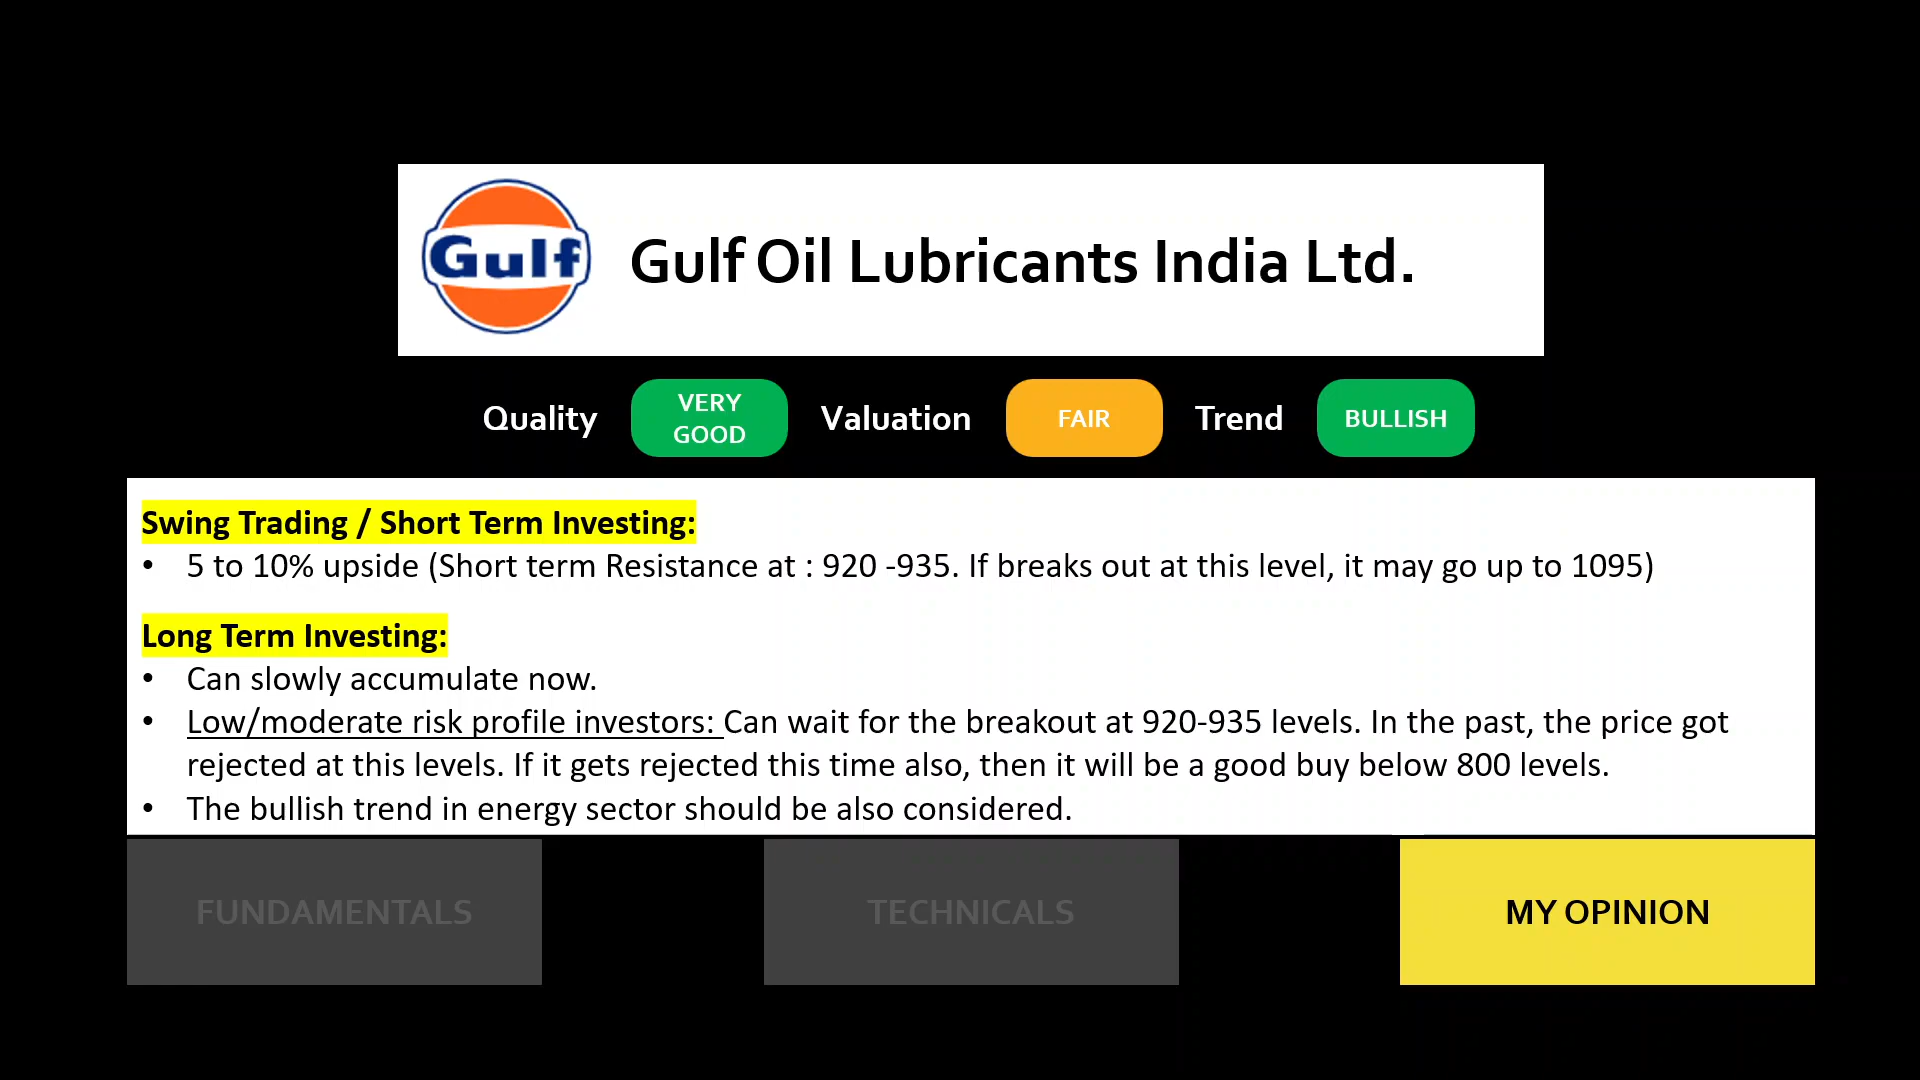 Gulf
Gulf Oil Lubricants India Ltd.
Quality
VERY
GOOD
Valuation
FAIR
Trend
BULLISH
Swing Trading / Short Term Investing:
• 5 to 10% upside (Short term Resistance at : 920 -935. If breaks out at this level, it may go up to 1095)
Long Term Investing:
• Can slowly accumulate now.
• Low/moderate risk profile investors: Can wait for the breakout at 920-935 levels. In the past, the price got
rejected at this levels. If it gets rejected this time also, then it will be a good buy below 800 levels.
• The bullish trend in energy sector should be also considered.
FUNDAMENTALS
TECHNICALS
MY OPINION